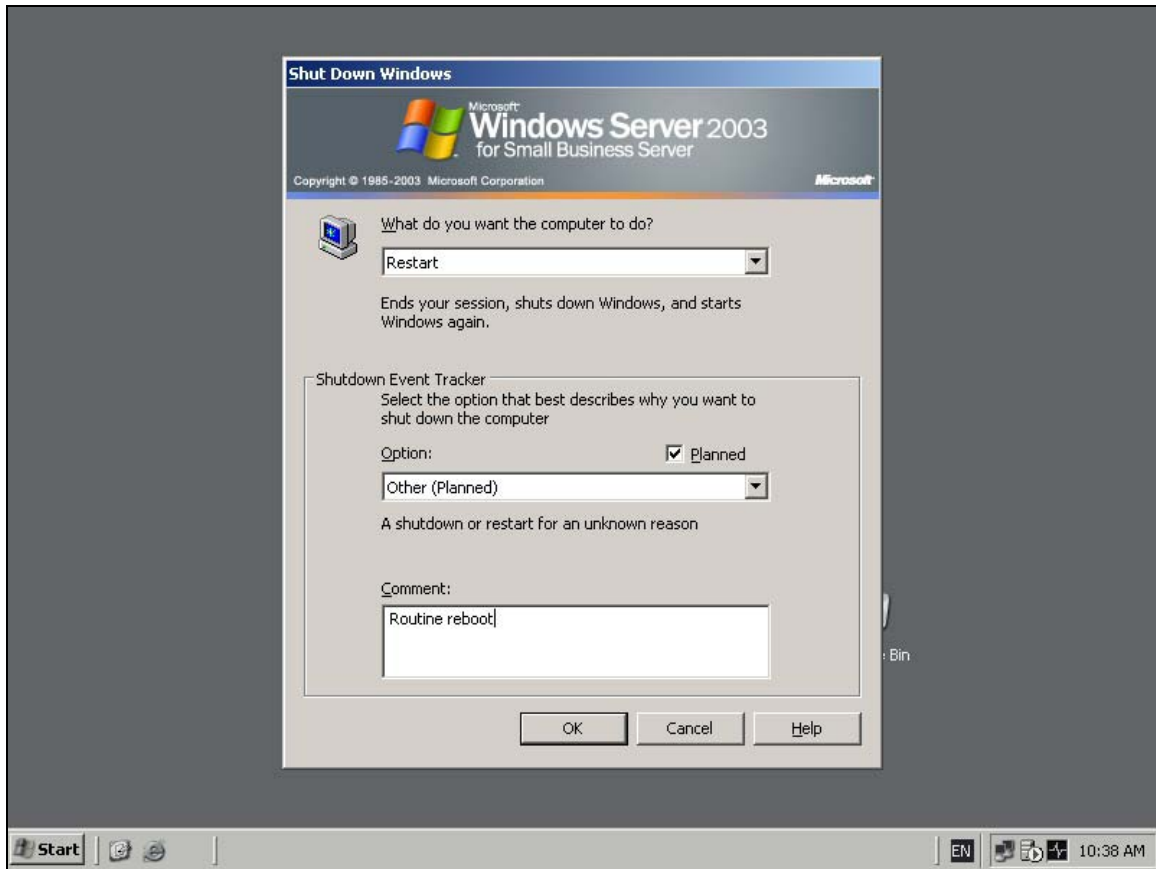 Shut Down Windows
Microsoft
Windows Server 2003
for Small Business Server
Copyright © 1985-2003 Microsoft Corporation
Microsoft
What do you want the computer to do?
Restart
Ends your session, shuts down Windows, and starts
Windows again.
Shutdown Event Tracker
Select the option that best describes why you want to
shut down the computer
Option:
Planned
Other (Planned)
A shutdown or restart for an unknown reason
Comment:
Routine reboot
Bin
OK
Cancel
Help
Start
EN
10:38 AM